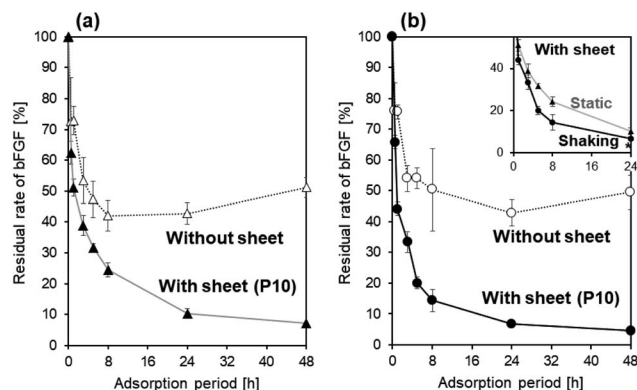 (a)
Residual rate of bFGF [%]
100
90
80
70
60
50
40
30
20
10
0
Without sheet
With sheet (P10)
0 8 16 24 32 40 48
Adsorption period [h]
(b)
Residual rate of bFGF [%]
100
90
80
70
60
50
40
30
20
10
0
With sheet
Static
Shaking
*
40
20
0
0 8 16 24
Without sheet
With sheet (P10)
0 8 16 24 32 40 48
Adsorption period [h]